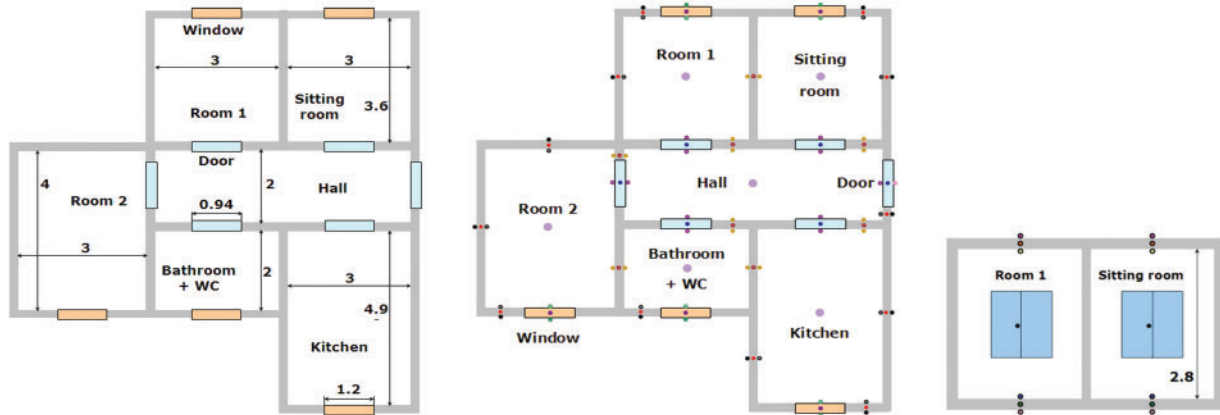 Window
3
3
Room 1
Sitting
room
3.6
Door
4
Room 2
2
Hall
0.94
3
Bathroom
+ WC
2
3
4.9
Kitchen
1.2
Room 1
Sitting
room
Hall
Door
Room 2
Bathroom
+ WC
Window
Kitchen
Room 1
Sitting room
2.8